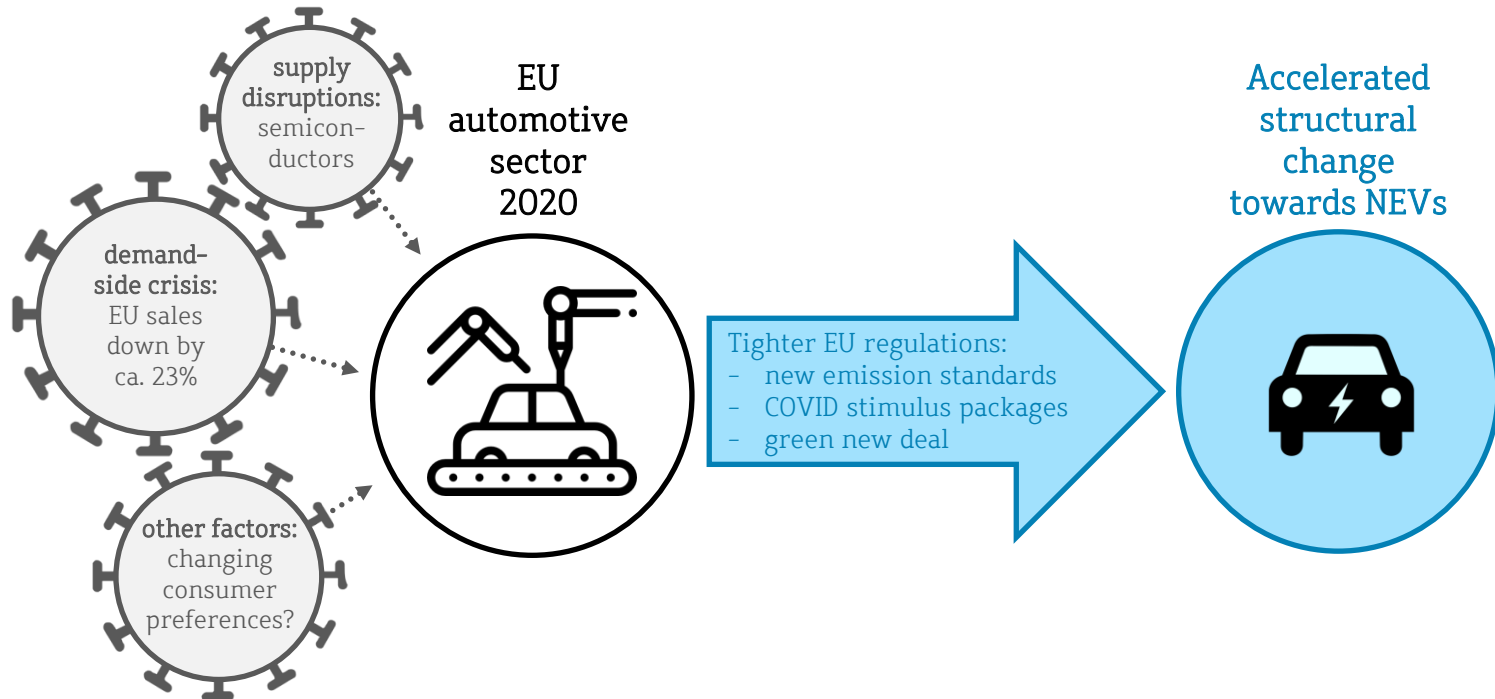 supply
disruptions:
semicon-
ductors
demand-
side crisis:
EU sales
down by
ca. 23%
other factors:
changing
consumer
preferences?
EU
automotive
sector
2020
Tighter EU regulations:
- new emission standards
- COVID stimulus packages
- green new deal
Accelerated
structural
change
towards NEVs